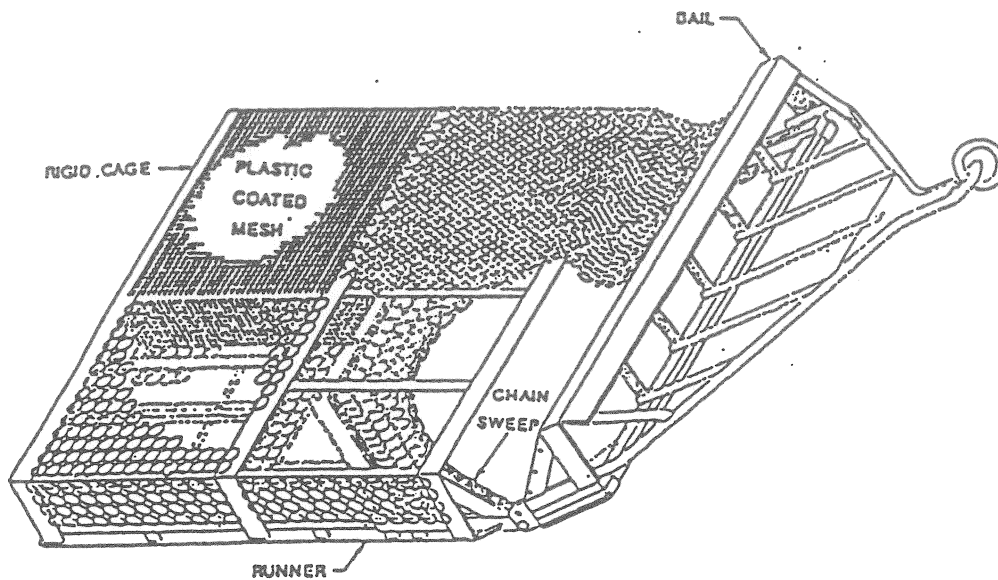 BAIL
RIGID CAGE
PLASTIC
COATED
MESH
CHAIN
SWEEP
RUNNER